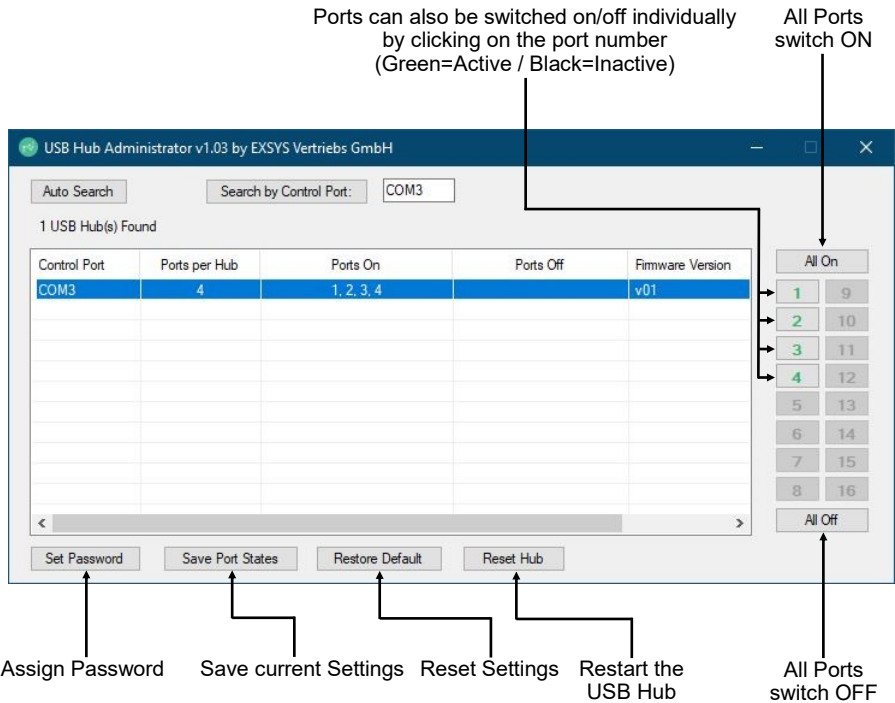 Ports can also be switched on/off individually
by clicking on the port number
(Green=Active / Black=Inactive)
All Ports
switch ON
USB Hub Administrator v1.03 by EXSYS Vertriebs GmbH
Auto Search
Search by Control Port:
COM3
1 USB Hub(s) Found
Control Port Ports per Hub Ports On Ports Off Firmware Version
COM3 4 1, 2, 3, 4 v01
All On
1 9
2 10
3 11
4 12
5 13
6 14
7 15
8 16
All Off
Set Password Save Port States Restore Default Reset Hub
Assign Password
Save current Settings
Reset Settings
Restart the
USB Hub
All Ports
switch OFF